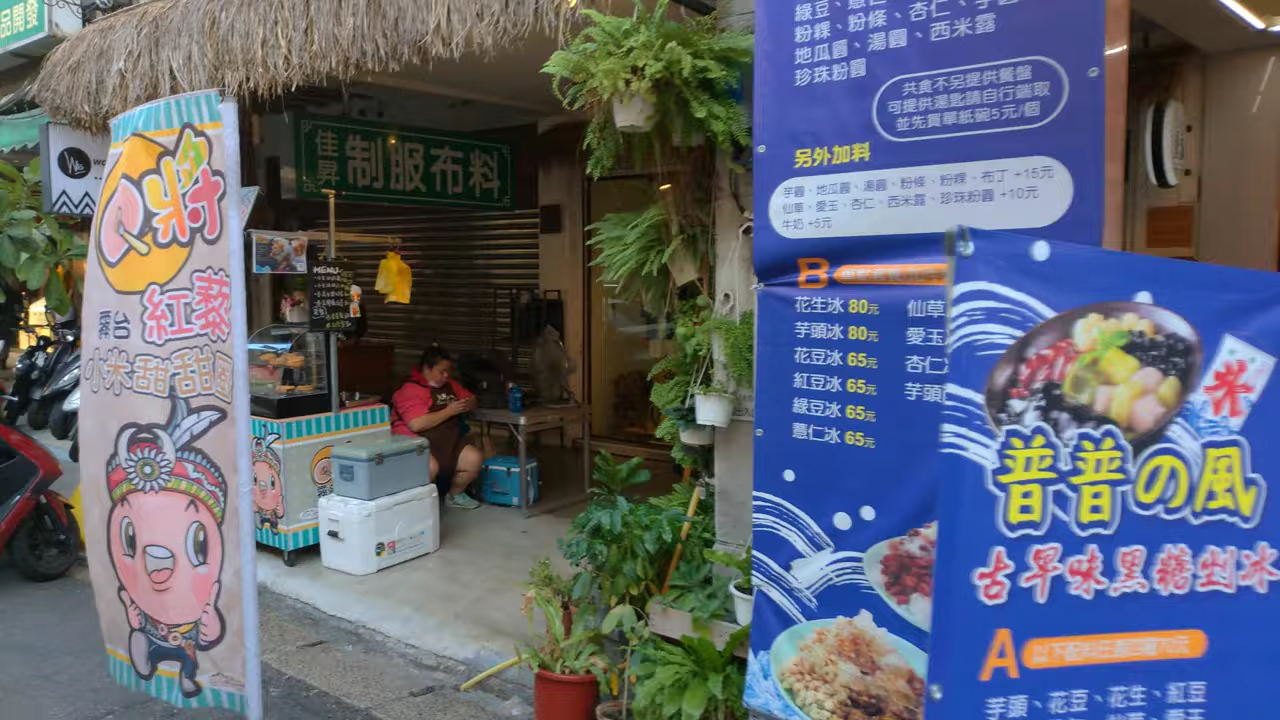 品開發
Q將
紅藜
霧台
小米甜甜圈
佳昇
制服布料
MENU
綠豆、薏仁
粉粿、粉條、杏仁、芋圓
地瓜圓、湯圓、西米露
珍珠粉圓
共食不另提供餐盤
可提供湯匙請自行端取
並先買單紙碗5元/個
另外加料
芋圓、地瓜圓、湯圓、粉條、粉粿、布丁 +15元
仙草、愛玉、杏仁、西米露、珍珠粉圓 +10元
牛奶 +5元
B
花生冰 80元
芋頭冰 80元
花豆冰 65元
紅豆冰 65元
綠豆冰 65元
薏仁冰 65元
仙草
愛玉
杏仁
芋頭
米
普普の風
古早味黑糖剉冰
A
芋頭、花豆、花生、紅豆